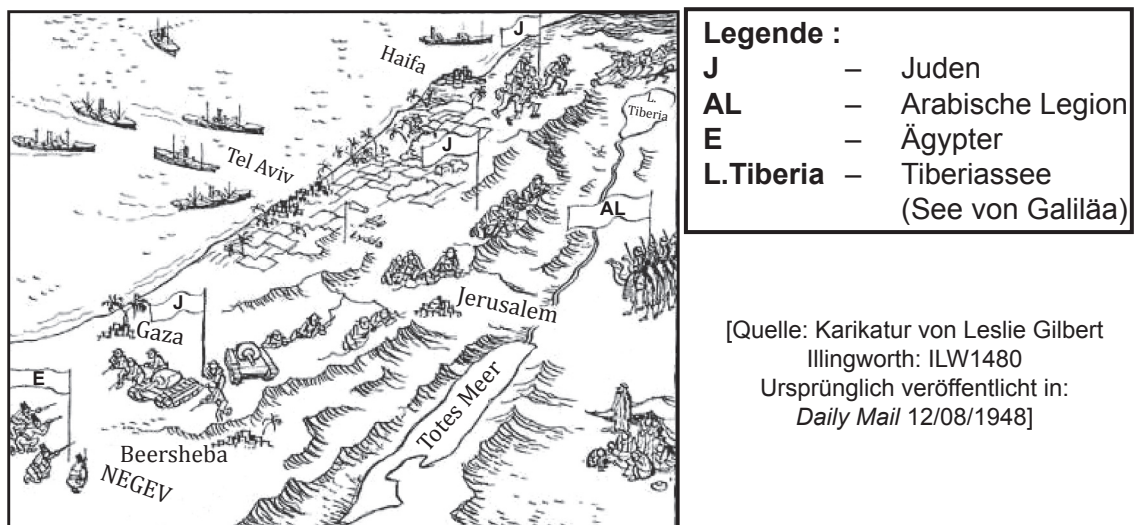 J
Haifa
L.
Tiberia
Tel Aviv
J
AL
Lydda
Jerusalem
J
Gaza
E
Totes Meer
Beersheba
NEGEV
Legende :
J – Juden
AL – Arabische Legion
E – Ägypter
L.Tiberia – Tiberiassee
(See von Galiläa)
[Quelle: Karikatur von Leslie Gilbert
Illingworth: ILW1480
Ursprünglich veröffentlicht in:
Daily Mail 12/08/1948]